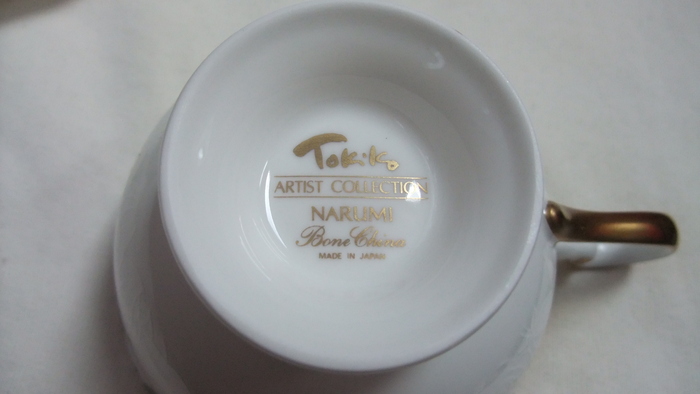 Tokiko
ARTIST COLLECTION
NARUMI
Bone China
MADE IN JAPAN